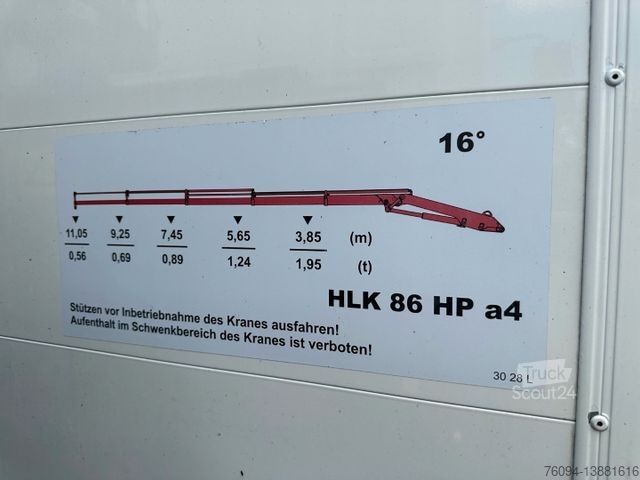 16°
11,05 9,25 7,45 5,65 3,85 (m)
0,56 0,69 0,89 1,24 1,95 (t)
HLK 86 HP a4
Stützen vor Inbetriebnahme des Kranes ausfahren!
Aufenthalt im Schwenkbereich des Kranes ist verboten!
30 28 L
Truck
Scout24
76094-13881616